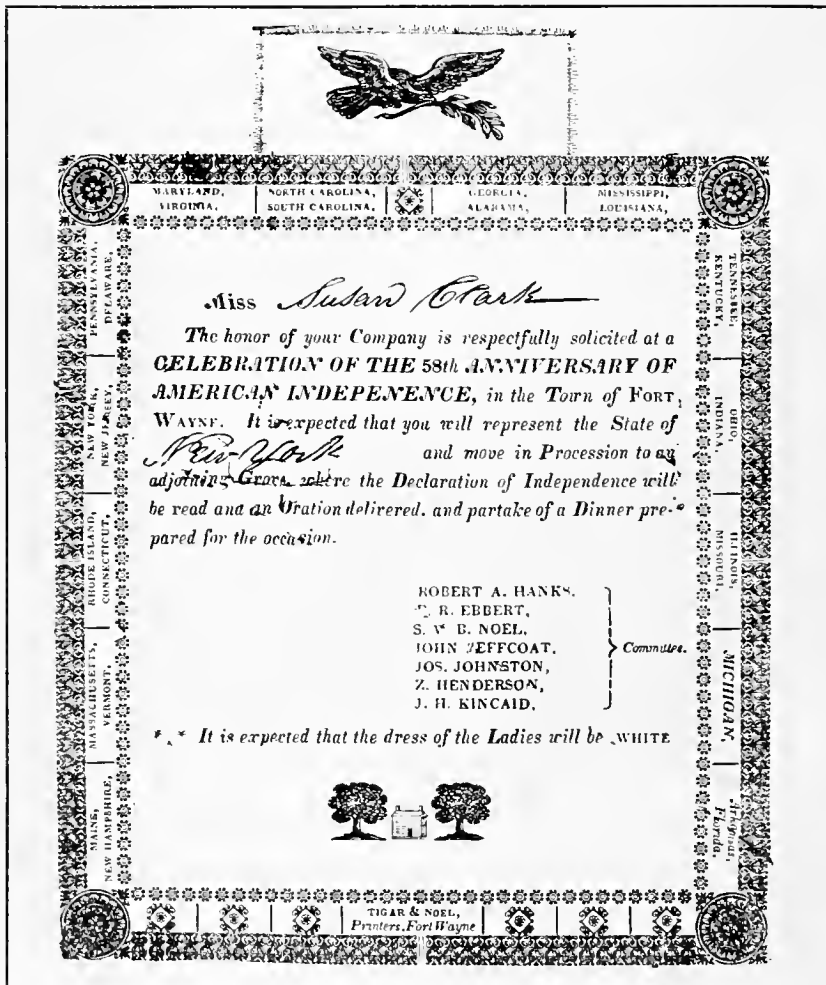 MARYLAND,
VIRGINIA.
NORTH CAROLINA,
SOUTH CAROLINA.
GEORGIA,
ALABAMA,
MISSISSIPPI,
LOUISIANA,
PENNSYLVANIA,
DELAWARE,
NEW YORK,
NEW JERSEY,
RHODE ISLAND,
CONNECTICUT,
MASSACHUSETTS,
VERMONT,
MAINE,
NEW HAMPSHIRE,
TENNESSEE,
KENTUCKY,
OHIO,
INDIANA,
ILLINOIS,
MISSOURI,
MICHIGAN,
Arkansas,
Florida,
Miss Susan Clark
The honor of your Company is respectfully solicited at a
CELEBRATION OF THE 58th ANNIVERSARY OF
AMERICAN INDEPENENCE, in the Town of FORT
WAYNE. It is expected that you will represent the State of
New York and move in Procession to an
adjoining Grove, where the Declaration of Independence will
be read and an Oration delivered, and partake of a Dinner pre-
pared for the occasion.
ROBERT A. HANKS.
R. EBBERT,
S. V B. NOEL,
JOHN JEFFCOAT.
JOS. JOHNSTON,
Z. HENDERSON,
J. H. KINCAID,
Committee.
*.* It is expected that the dress of the Ladies will be WHITE
TIGAR & NOEL,
Printers, Fort Wayne